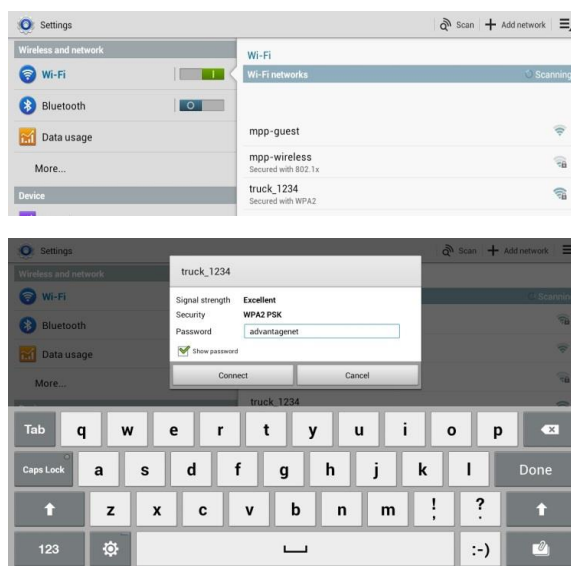 Settings
Scan
Add network
Wireless and network
Wi-Fi
Wi-Fi
Wi-Fi networks
Scanning
Bluetooth
Data usage
mpp-guest
More...
mpp-wireless
Secured with 802.1x
Device
truck_1234
Secured with WPA2
Settings
Scan
Add network
Wireless and network
truck_1234
Wi-Fi
Scanning
Signal strength Excellent
Security WPA2 PSK
Bluetooth
Password advantagenet
Data usage
Show password
More...
Connect Cancel
truck_1234
Tab q w e r t y u i o p
Caps Lock a s d f g h j k l Done
z x c v b n m ! , ? .
123 :-)